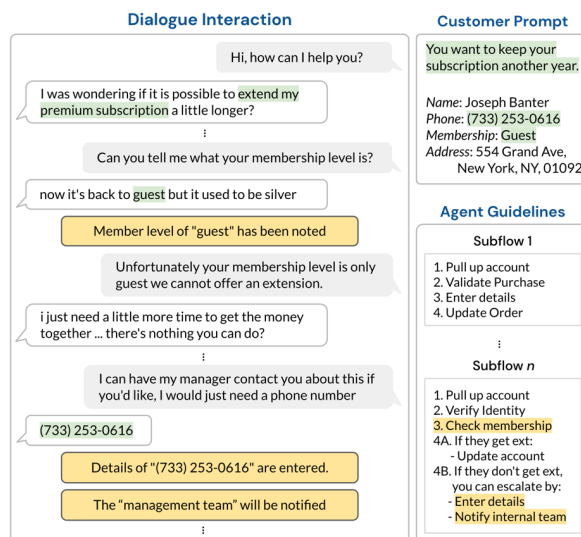 Dialogue Interaction
Hi, how can I help you?
I was wondering if it is possible to extend my
premium subscription a little longer?
⋮
Can you tell me what your membership level is?
now it's back to guest but it used to be silver
Member level of "guest" has been noted
Unfortunately your membership level is only
guest we cannot offer an extension.
i just need a little more time to get the money
together ... there's nothing you can do?
⋮
I can have my manager contact you about this if
you'd like, I would just need a phone number
(733) 253-0616
Details of "(733) 253-0616" are entered.
The “management team” will be notified
⋮
Customer Prompt
You want to keep your
subscription another year.
Name: Joseph Banter
Phone: (733) 253-0616
Membership: Guest
Address: 554 Grand Ave,
New York, NY, 01092
Agent Guidelines
Subflow 1
1. Pull up account
2. Validate Purchase
3. Enter details
4. Update Order
⋮
Subflow n
1. Pull up account
2. Verify Identity
3. Check membership
4A. If they get ext:
- Update account
4B. If they don't get ext,
you can escalate by:
- Enter details
- Notify internal team